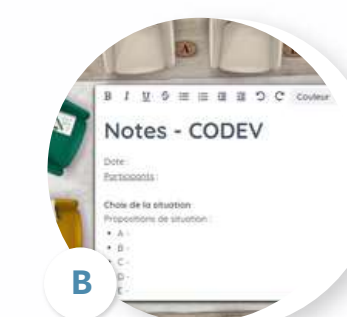 A
A
B I U S Couleur
Notes - CODEV
Date :
Participants :
Choix de la situation
Propositions de situation :
A -
B -
C -
D -
E -
B